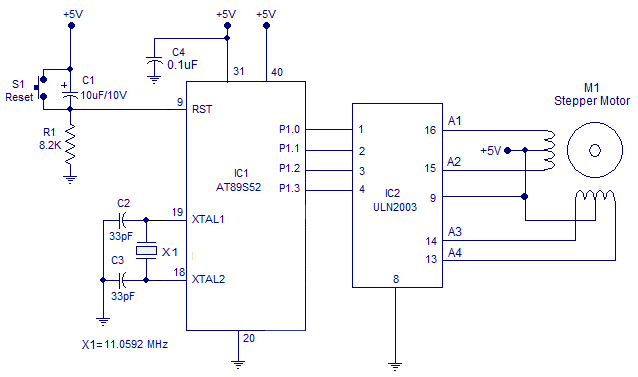 +5V
+5V
+5V
C4
0.1uF
31
40
S1
Reset
+
C1
10uF/10V
9
RST
R1
8.2K
P1.0
P1.1
P1.2
P1.3
1
2
3
4
IC1
AT89S52
IC2
ULN2003
16
A1
15
A2
+5V
9
14
A3
13
A4
M1
Stepper Motor
C2
33pF
19
XTAL1
X1
C3
33pF
18
XTAL2
8
20
X1=11.0592 MHz